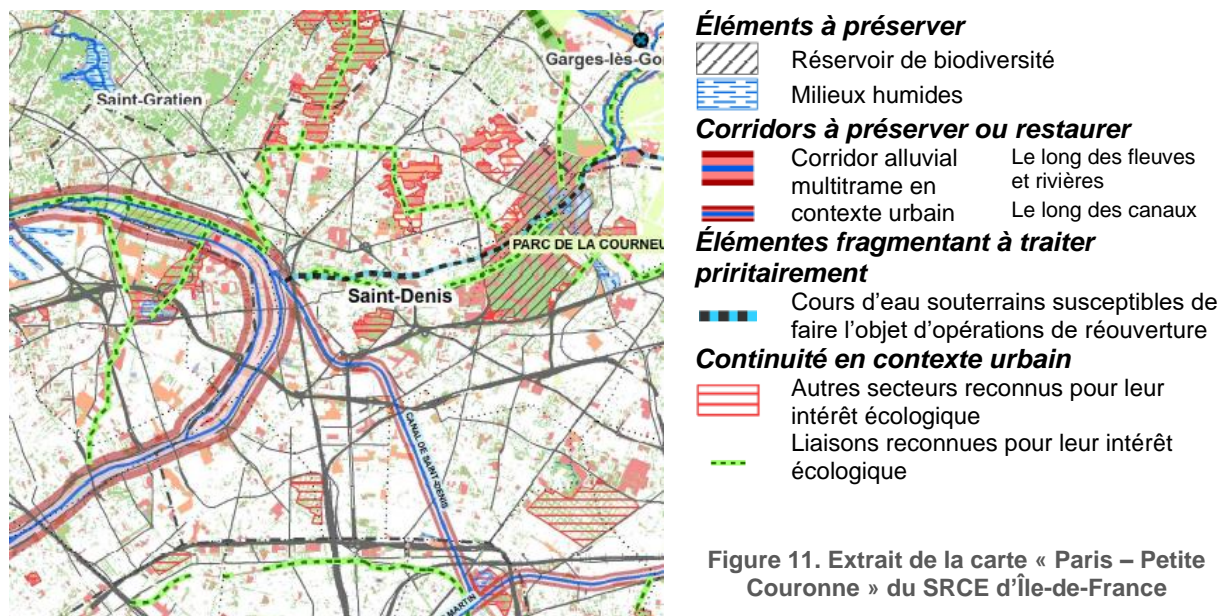 Garges-lès-Go
Saint-Gratien
PARC DE LA COURNEU
Saint-Denis
CANAL DE SAINT-DENIS
MARTIN
Éléments à préserver
Réservoir de biodiversité
Milieux humides
Corridors à préserver ou restaurer
Corridor alluvial
multitrame en
contexte urbain
Le long des fleuves
et rivières
Le long des canaux
Élémentes fragmentant à traiter
priritairement
Cours d'eau souterrains susceptibles de
faire l'objet d'opérations de réouverture
Continuité en contexte urbain
Autres secteurs reconnus pour leur
intérêt écologique
Liaisons reconnues pour leur intérêt
écologique
Figure 11. Extrait de la carte « Paris – Petite
Couronne » du SRCE d'Île-de-France